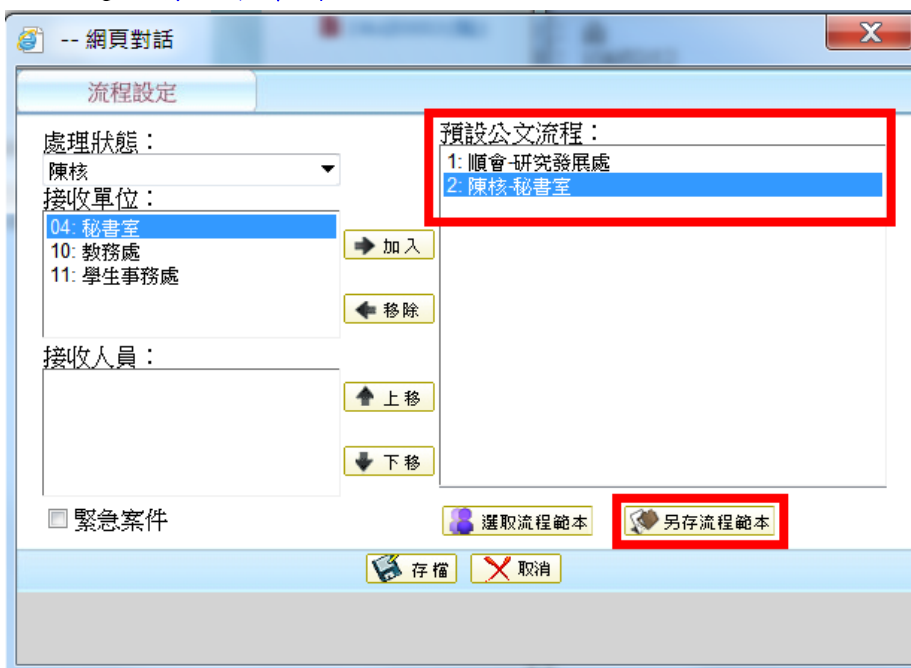 -- 網頁對話
流程設定
處理狀態：
陳核
接收單位：
04: 秘書室
10: 教務處
11: 學生事務處
接收人員：
緊急案件
加入
移除
上移
下移
預設公文流程：
1: 順會-研究發展處
2: 陳核-秘書室
選取流程範本
另存流程範本
存檔
取消